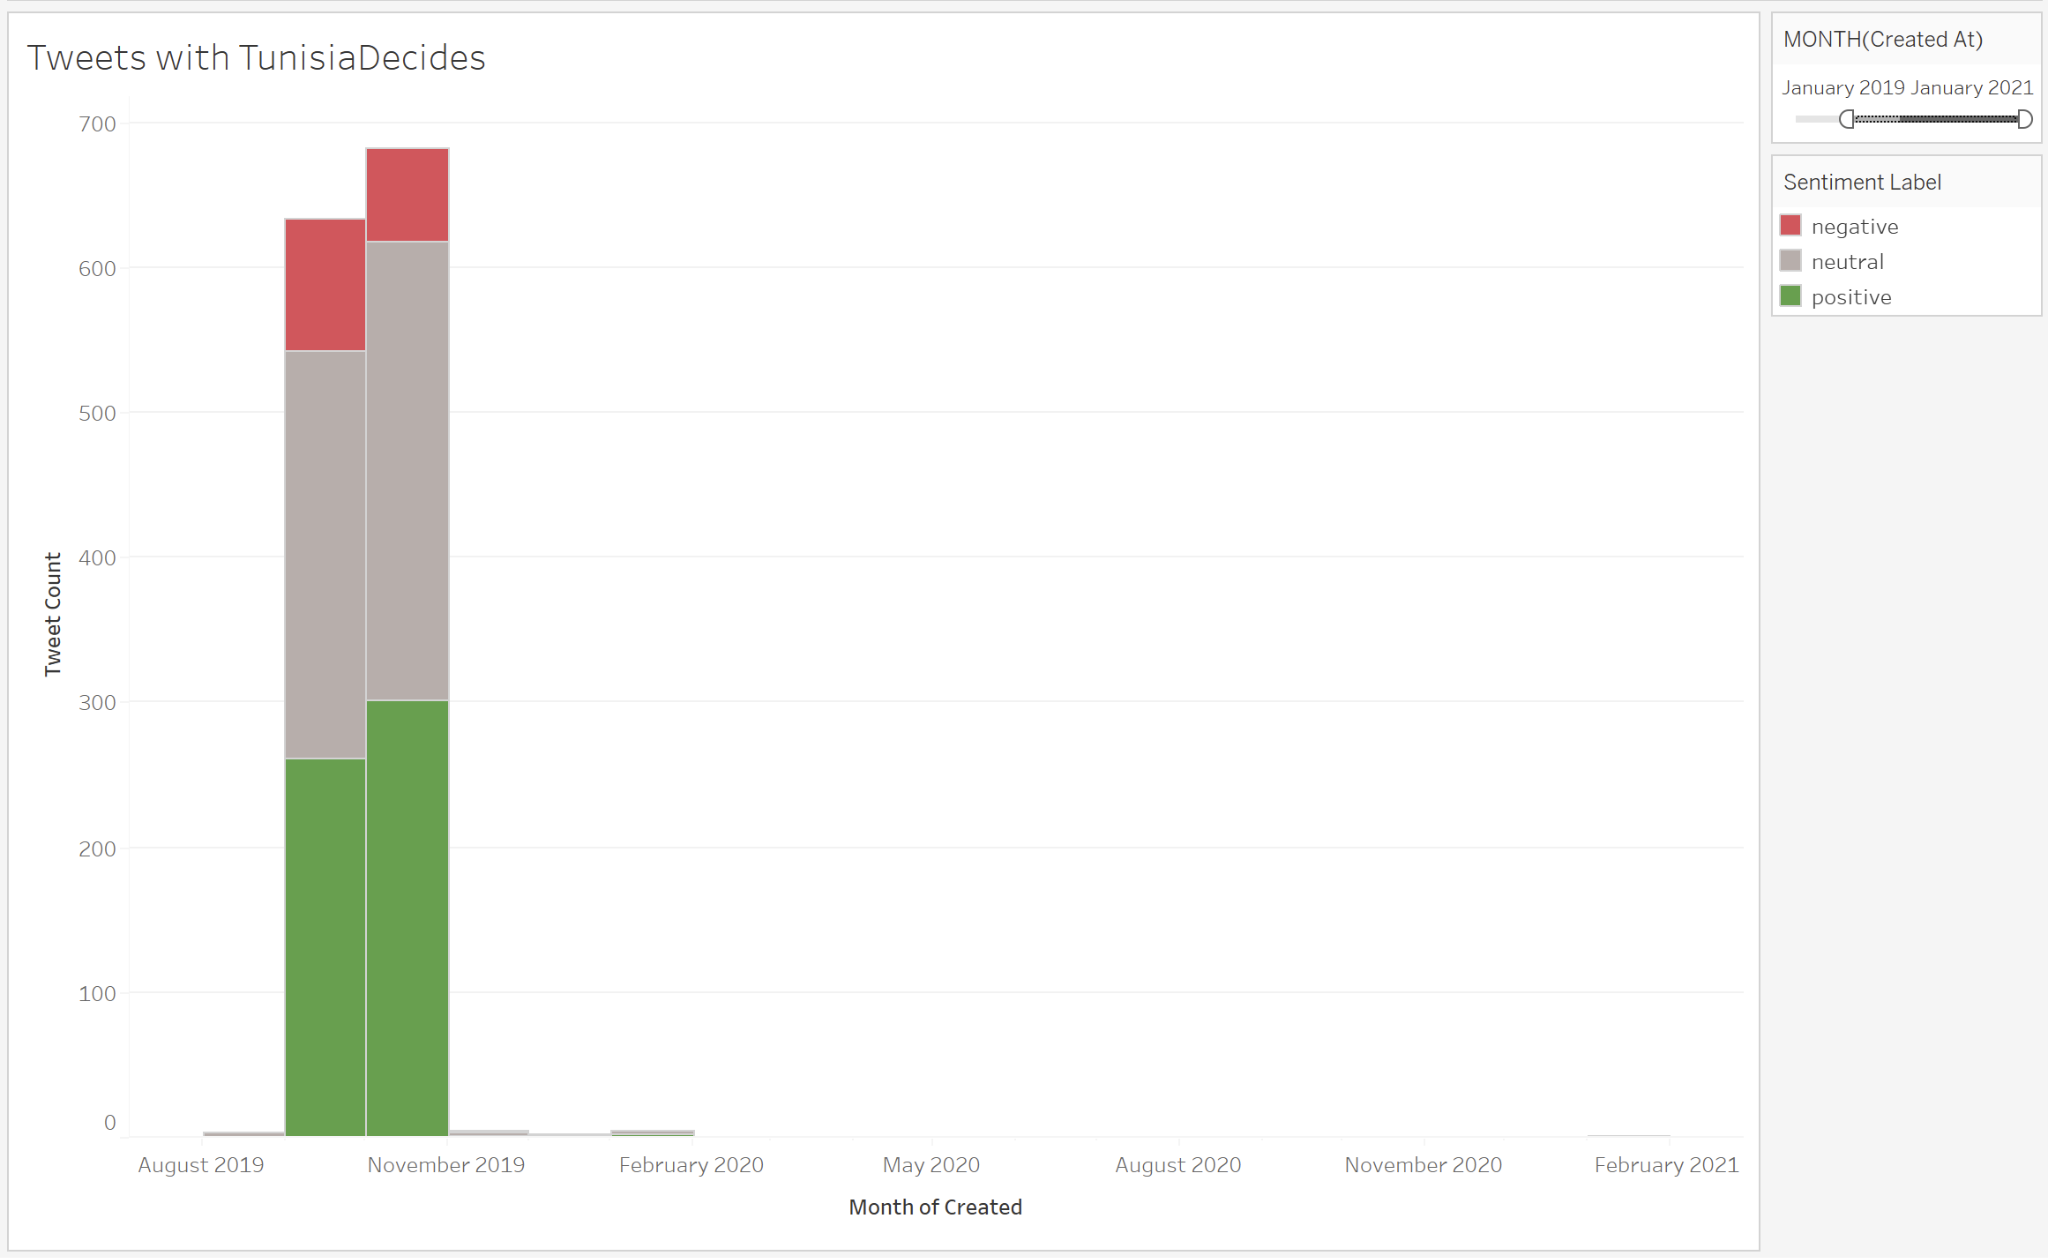 Tweets with TunisiaDecides
700
600
500
400
300
200
100
0
Tweet Count
August 2019 November 2019 February 2020 May 2020 August 2020 November 2020 February 2021
Month of Created
MONTH(Created At)
January 2019 January 2021
Sentiment Label
negative
neutral
positive